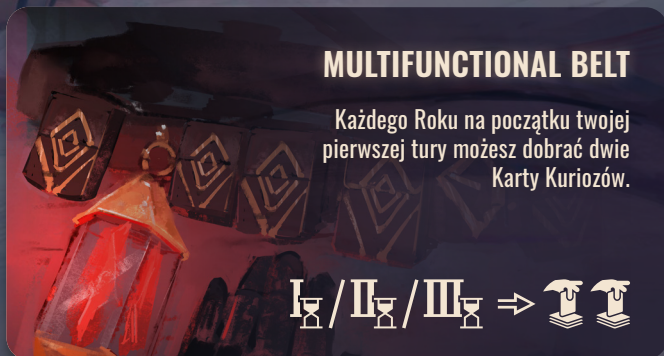 MULTIFUNCTIONAL BELT
Każdego Roku na początku twojej
pierwszej tury możesz dobrać dwie
Karty Kuriozów.
I / II / III